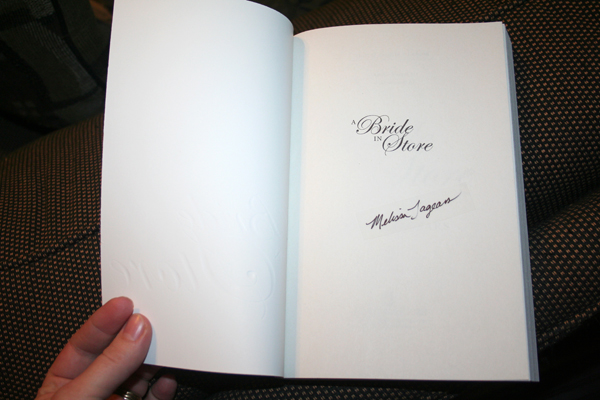 A Bride
IN Store
Melissa Jagears